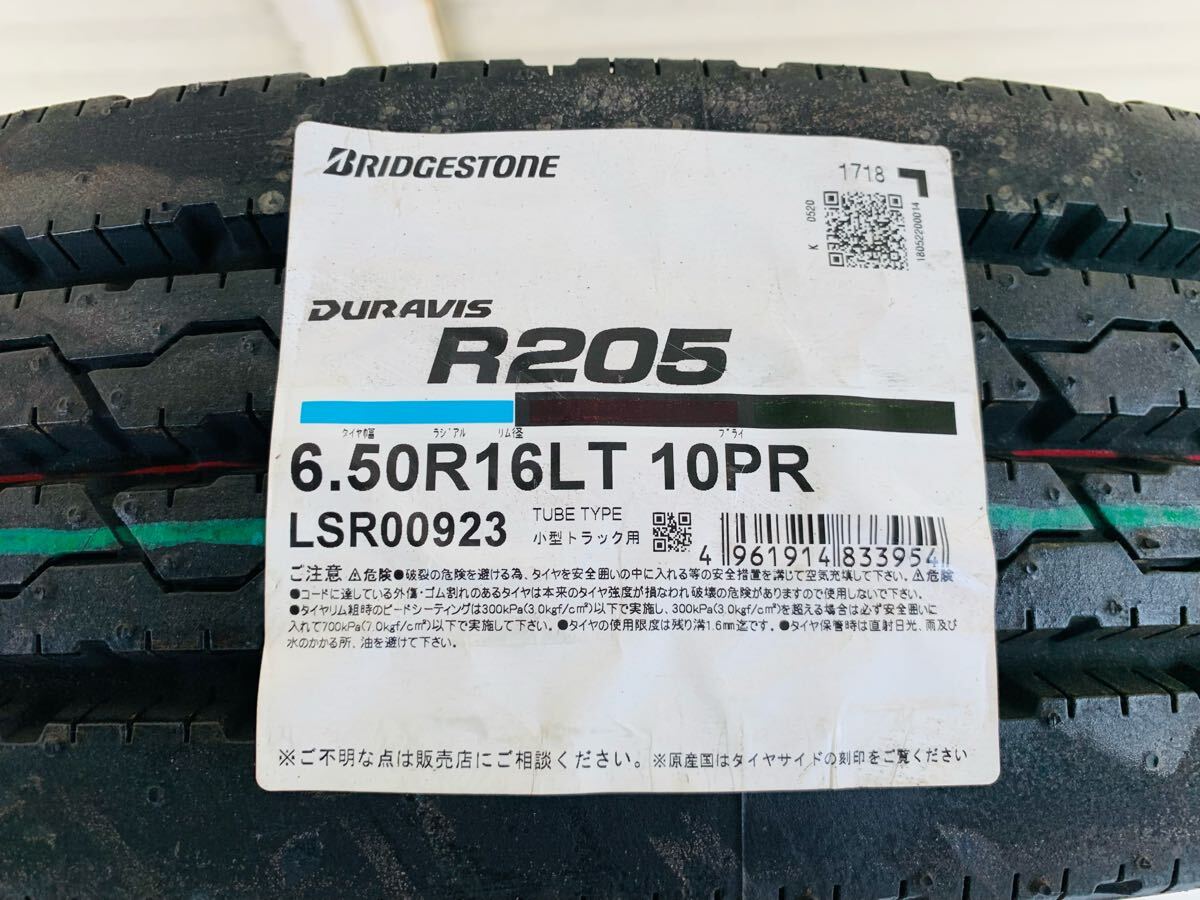 BRIDGESTONE
1718
K 0520
180522200014
DURAVIS
R205
タイヤ幅 ラジアル リム径 プライ
6.50R16LT 10PR
LSR00923
TUBE TYPE
小型トラック用
4 961914 833954
ご注意 ⚠危険●破裂の危険を避ける為、タイヤを安全囲いの中に入れる等の安全措置を講じて空気充填して下さい。⚠危険
●コードに達している外傷・ゴム割れのあるタイヤは本来のタイヤ強度が損なわれ破壊の危険がありますので使用しないで下さい。
●タイヤリム組時のビードシーティングは300kPa(3.0kgf/c㎡)以下で実施し、300kPa(3.0kgf/c㎡)を超える場合は必ず安全囲いに
入れて700kPa(7.0kgf/c㎡)以下で実施して下さい。●タイヤの使用限度は残り溝1.6mm迄です。●タイヤ保管時は直射日光、雨及び
水のかかる所、油を避けて下さい。
※ご不明な点は販売店にご相談ください。※原産国はタイヤサイドの刻印をご覧ください